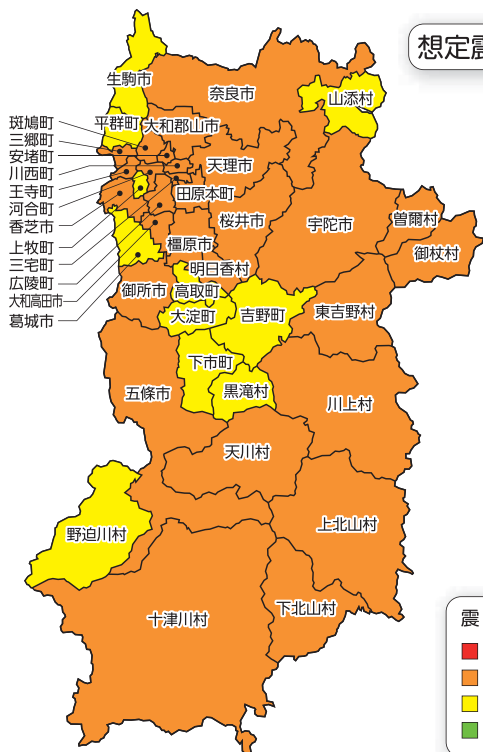 想定震
生駒市
奈良市
山添村
平群町
大和郡山市
斑鳩町
三郷町
安堵町
川西町
王寺町
河合町
香芝市
上牧町
三宅町
広陵町
大和高田市
葛城市
天理市
田原本町
桜井市
宇陀市
曽爾村
御杖村
橿原市
明日香村
御所市
高取町
大淀町
吉野町
東吉野村
下市町
黒滝村
五條市
川上村
天川村
野迫川村
上北山村
十津川村
下北山村
震